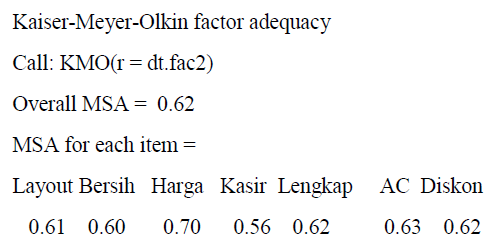 Kaiser-Meyer-Olkin factor adequacy
Call: KMO(r = dt.fac2)
Overall MSA = 0.62
MSA for each item =
Layout Bersih Harga Kasir Lengkap AC Diskon
0.61 0.60 0.70 0.56 0.62 0.63 0.62